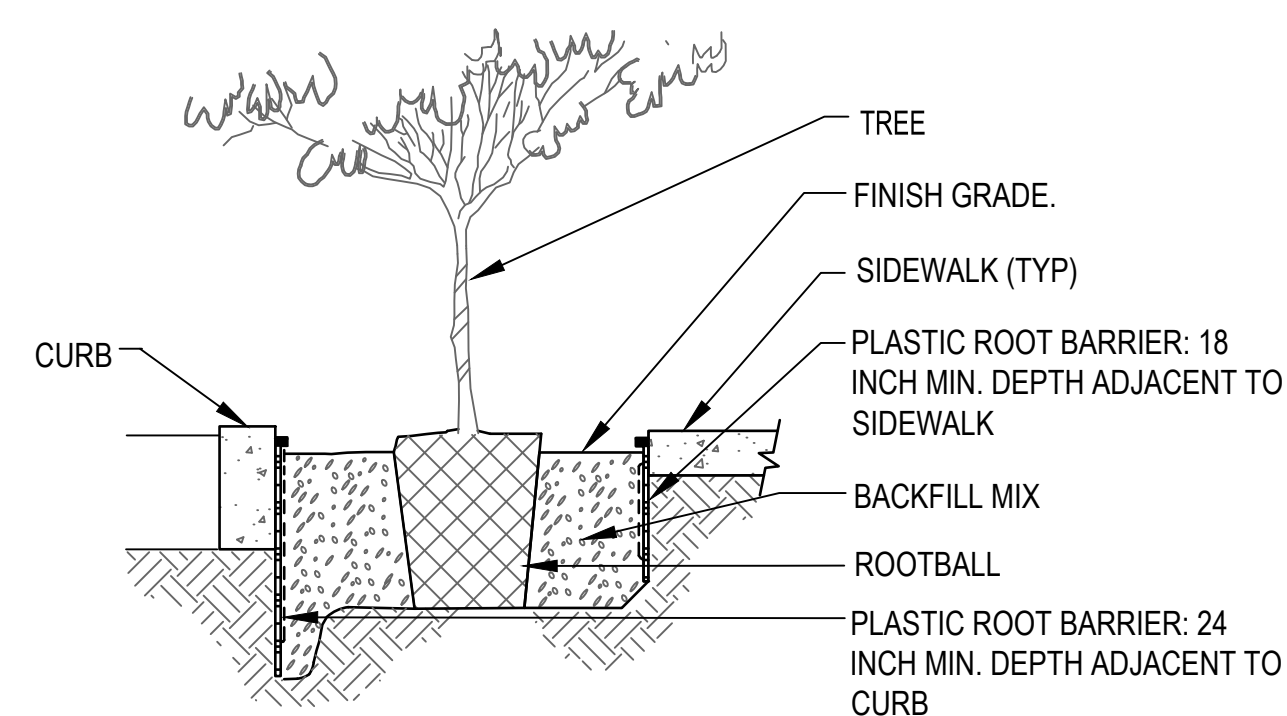 TREE
FINISH GRADE.
SIDEWALK (TYP)
CURB
PLASTIC ROOT BARRIER: 18
INCH MIN. DEPTH ADJACENT TO
SIDEWALK
BACKFILL MIX
ROOTBALL
PLASTIC ROOT BARRIER: 24
INCH MIN. DEPTH ADJACENT TO
CURB